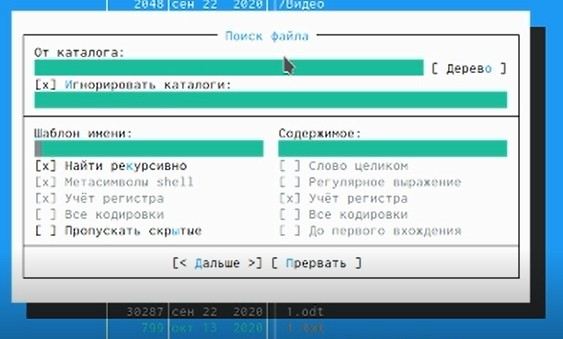 2048 сен 22 2020 /Видео
Поиск файла
От каталога:
[ Дерево ]
[x] Игнорировать каталоги:
Шаблон имени: Содержимое:
[x] Найти рекурсивно [ ] Слово целиком
[x] Метасимволы shell [ ] Регулярное выражение
[x] Учёт регистра [x] Учёт регистра
[ ] Все кодировки [ ] Все кодировки
[ ] Пропускать скрытые [ ] До первого вхождения
[< Дальше >] [ Прервать ]
30287 сен 22 2020 1.odt
799 окт 13 2020 1.txt